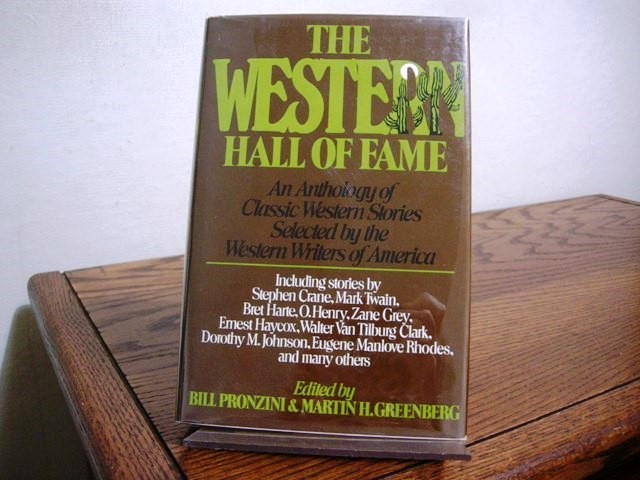 THE
WESTERN
HALL OF FAME
An Anthology of
Classic Western Stories
Selected by the
Western Writers of America
Including stories by
Stephen Crane, Mark Twain,
Bret Harte, O. Henry, Zane Grey,
Ernest Haycox, Walter Van Tilburg Clark,
Dorothy M. Johnson, Eugene Manlove Rhodes,
and many others
Edited by
BILL PRONZINI & MARTIN H. GREENBERG